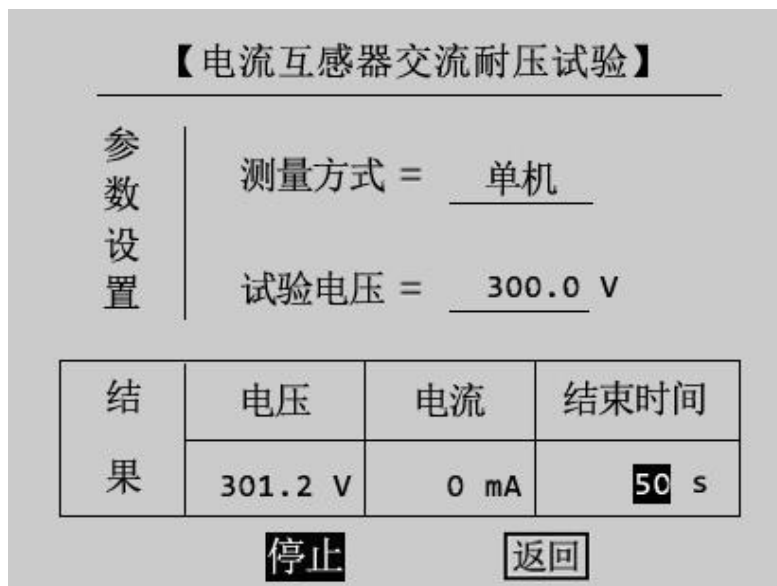 【电流互感器交流耐压试验】
参数设置
测量方式 = 单机
试验电压 = 300.0 V
结果
电压 电流 结束时间
301.2 V 0 mA 50 s
停止 返回